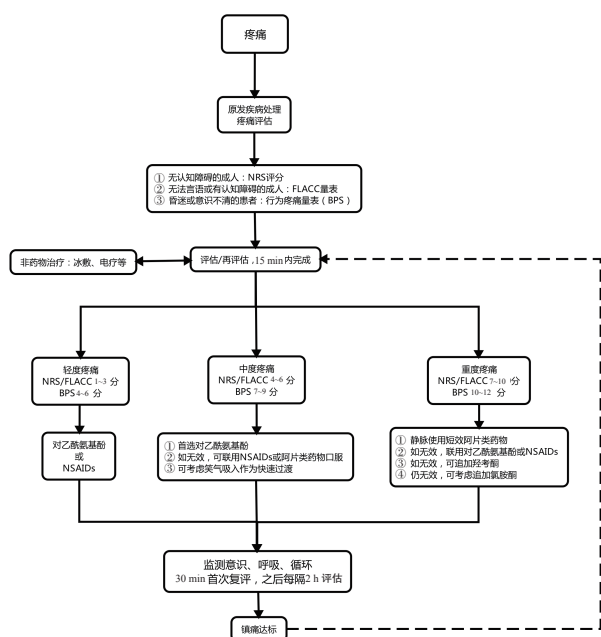 疼痛
原发疾病处理
疼痛评估
① 无认知障碍的成人：NRS评分
② 无法言语或有认知障碍的成人：FLACC量表
③ 昏迷或意识不清的患者：行为疼痛量表（BPS）
非药物治疗：冰敷、电疗等
评估/再评估，15 min内完成
轻度疼痛
NRS/FLACC 1~3 分
BPS 4~6 分
中度疼痛
NRS/FLACC 4~6 分
BPS 7~9 分
重度疼痛
NRS/FLACC 7~10 分
BPS 10~12 分
对乙酰氨基酚
或
NSAIDs
① 首选对乙酰氨基酚
② 如无效，可联用NSAIDs或阿片类药物口服
③ 可考虑笑气吸入作为快速过渡
① 静脉使用短效阿片类药物
② 如无效，联用对乙酰氨基酚或NSAIDs
③ 如无效，可追加羟考酮
④ 仍无效，可考虑追加氯胺酮
监测意识、呼吸、循环
30 min 首次复评，之后每隔2 h 评估
镇痛达标